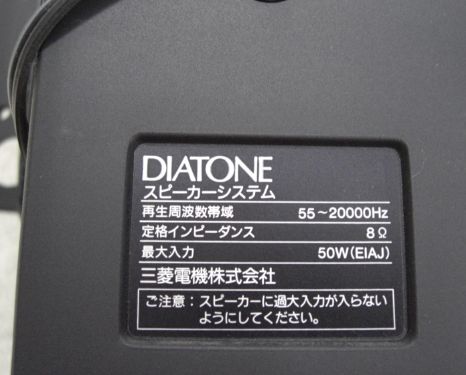 DIATONE
スピーカーシステム
再生周波数帯域 55～20000Hz
定格インピーダンス 8Ω
最大入力 50W(EIAJ)
三菱電機株式会社
ご注意：スピーカーに過大入力が入らない
ようにしてください。